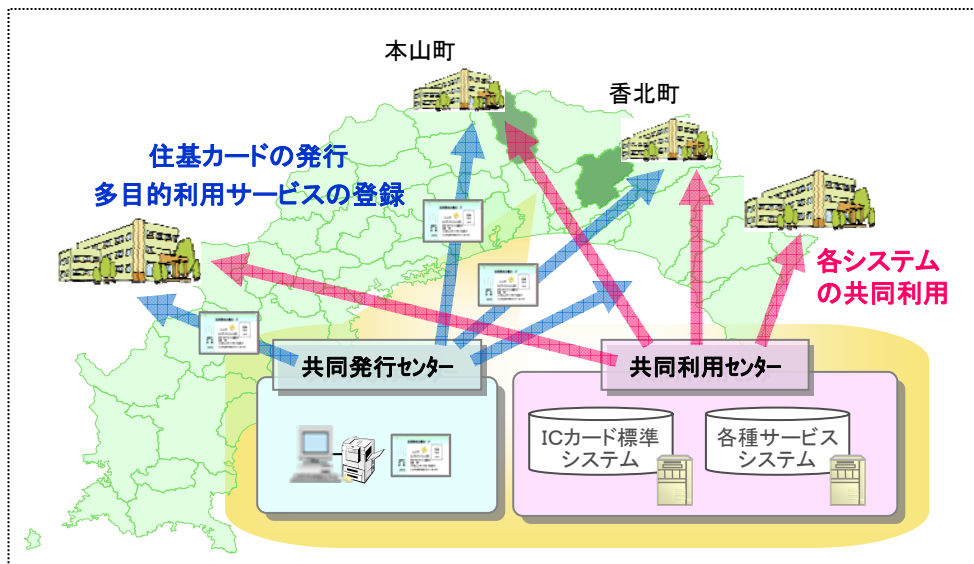 本山町
香北町
住基カードの発行
多目的利用サービスの登録
各システム
の共同利用
共同発行センター
共同利用センター
ICカード標準
システム
各種サービス
システム